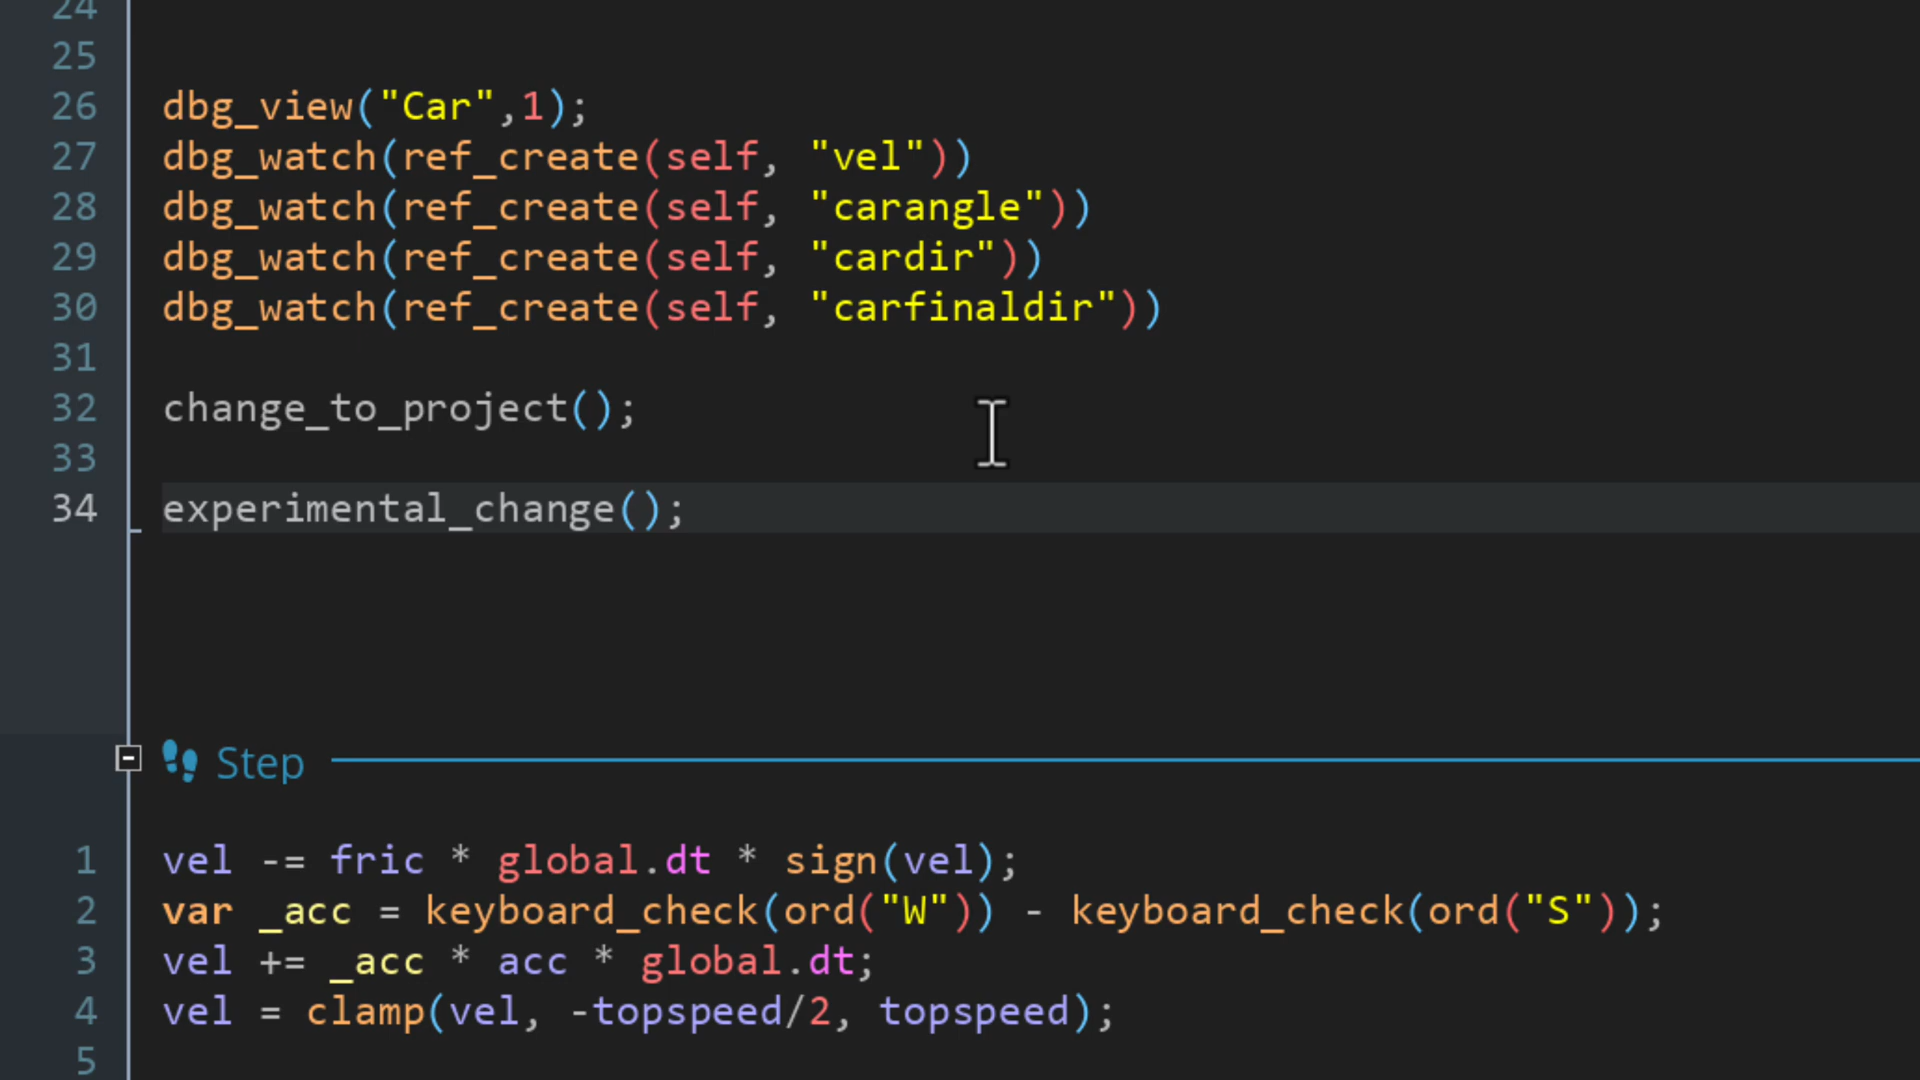 24
25
26 dbg_view("Car",1);
27 dbg_watch(ref_create(self, "vel"))
28 dbg_watch(ref_create(self, "carangle"))
29 dbg_watch(ref_create(self, "cardir"))
30 dbg_watch(ref_create(self, "carfinaldir"))
31
32 change_to_project();
33
34 experimental_change();
Step
1 vel -= fric * global.dt * sign(vel);
2 var _acc = keyboard_check(ord("W")) - keyboard_check(ord("S"));
3 vel += _acc * acc * global.dt;
4 vel = clamp(vel, -topspeed/2, topspeed);
5